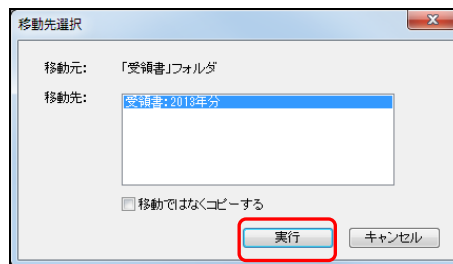 移動先選択
移動元: 「受領書」フォルダ
移動先:
受領書:2013年分
移動ではなくコピーする
実行 キャンセル